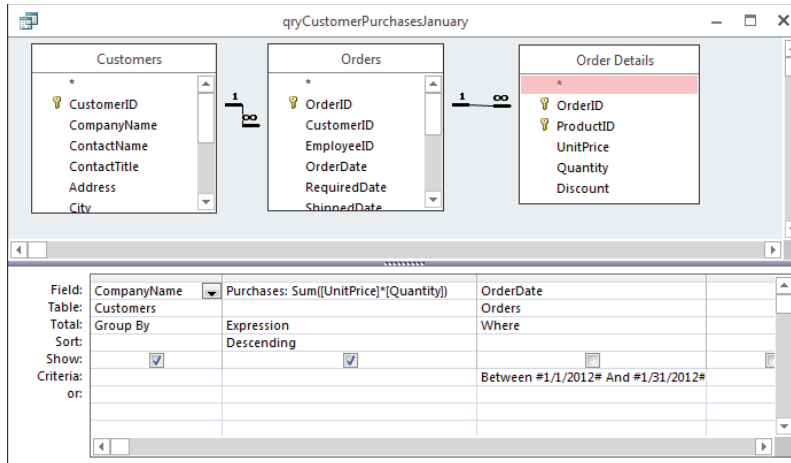 qryCustomerPurchasesJanuary
Customers
*
CustomerID
CompanyName
ContactName
ContactTitle
Address
City
1
∞
Orders
*
OrderID
CustomerID
EmployeeID
OrderDate
RequiredDate
ShippedDate
1
∞
Order Details
*
OrderID
ProductID
UnitPrice
Quantity
Discount
Field: CompanyName Purchases: Sum([UnitPrice]*[Quantity]) OrderDate
Table: Customers Orders
Total: Group By Expression Where
Sort: Descending
Show:
Criteria: Between #1/1/2012# And #1/31/2012#
or: